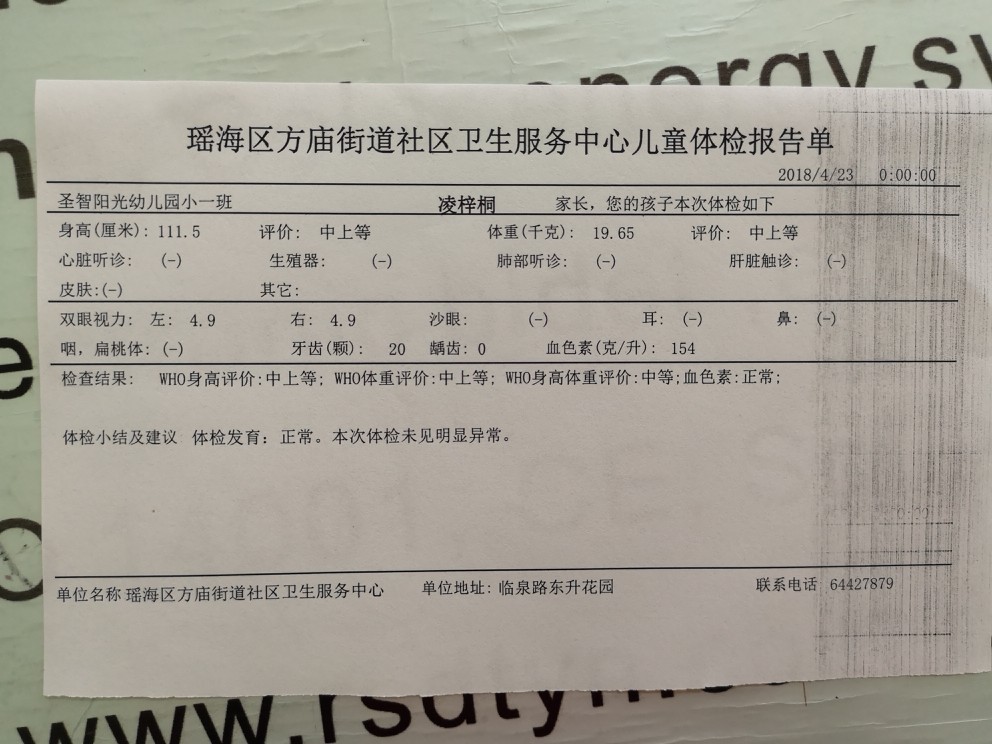 energy.sy
瑶海区方庙街道社区卫生服务中心儿童体检报告单
2018/4/23 0:00:00
圣智阳光幼儿园小一班 凌梓桐 家长，您的孩子本次体检如下
身高(厘米): 111.5 评价: 中上等 体重(千克): 19.65 评价: 中上等
心脏听诊: (-) 生殖器: (-) 肺部听诊: (-) 肝脏触诊: (-)
皮肤:(-) 其它:
双眼视力: 左: 4.9 右: 4.9 沙眼: (-) 耳: (-) 鼻: (-)
咽，扁桃体: (-) 牙齿(颗): 20 龋齿: 0 血色素(克/升): 154
检查结果: WHO身高评价:中上等; WHO体重评价:中上等; WHO身高体重评价:中等;血色素:正常;
体检小结及建议 体检发育: 正常。本次体检未见明显异常。
单位名称 瑶海区方庙街道社区卫生服务中心 单位地址: 临泉路东升花园 联系电话 64427879